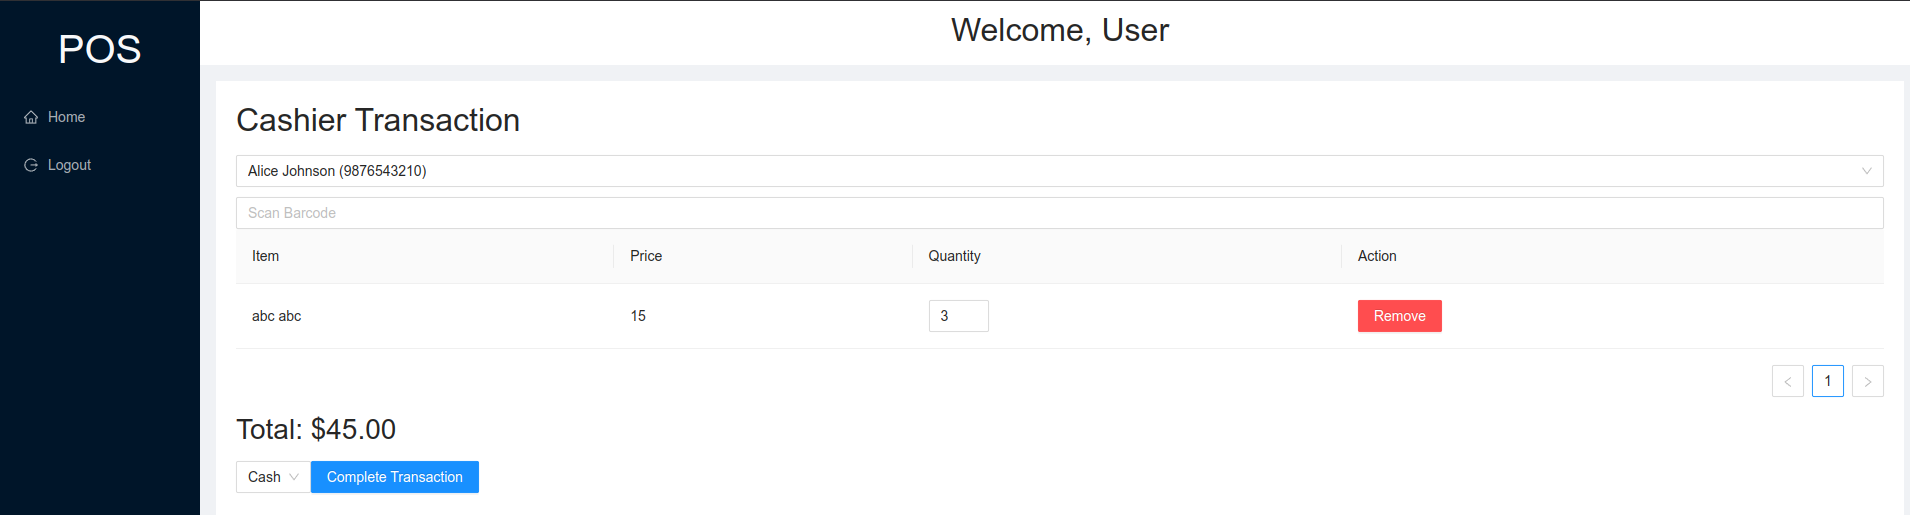 POS
Home
Logout
Welcome, User
Cashier Transaction
Alice Johnson (9876543210)
Scan Barcode
Item Price Quantity Action
abc abc 15 3 Remove
< 1 >
Total: $45.00
Cash Complete Transaction